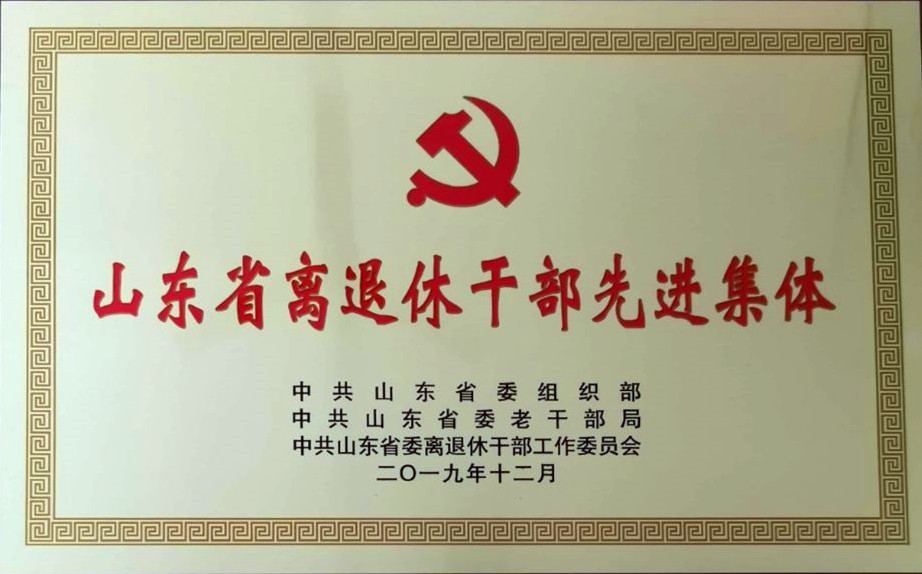 山东省离退休干部先进集体
中共山东省委组织部
中共山东省委老干部局
中共山东省委离退休干部工作委员会
二〇一九年十二月